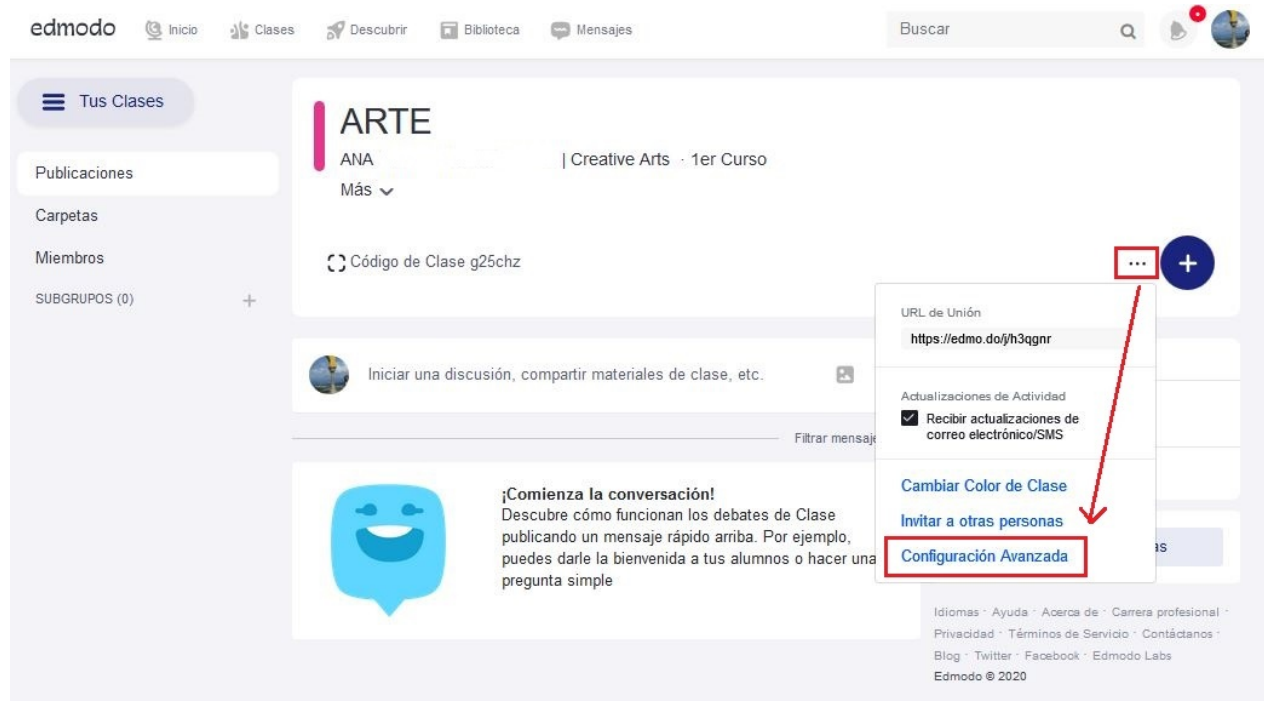 edmodo Inicio Clases Descubrir Biblioteca Mensajes Buscar
Tus Clases
Publicaciones
Carpetas
Miembros
SUBGRUPOS (0) +
ARTE
ANA | Creative Arts · 1er Curso
Más
Código de Clase g25chz
... +
URL de Unión
https://edmo.do/j/h3qgnr
Actualizaciones de Actividad
Recibir actualizaciones de
correo electrónico/SMS
Cambiar Color de Clase
Invitar a otras personas
Configuración Avanzada
Iniciar una discusión, compartir materiales de clase, etc.
Filtrar mensaje
¡Comienza la conversación!
Descubre cómo funcionan los debates de Clase
publicando un mensaje rápido arriba. Por ejemplo,
puedes darle la bienvenida a tus alumnos o hacer una
pregunta simple
as
Idiomas · Ayuda · Acerca de · Carrera profesional ·
Privacidad · Términos de Servicio · Contáctanos ·
Blog · Twitter · Facebook · Edmodo Labs
Edmodo © 2020